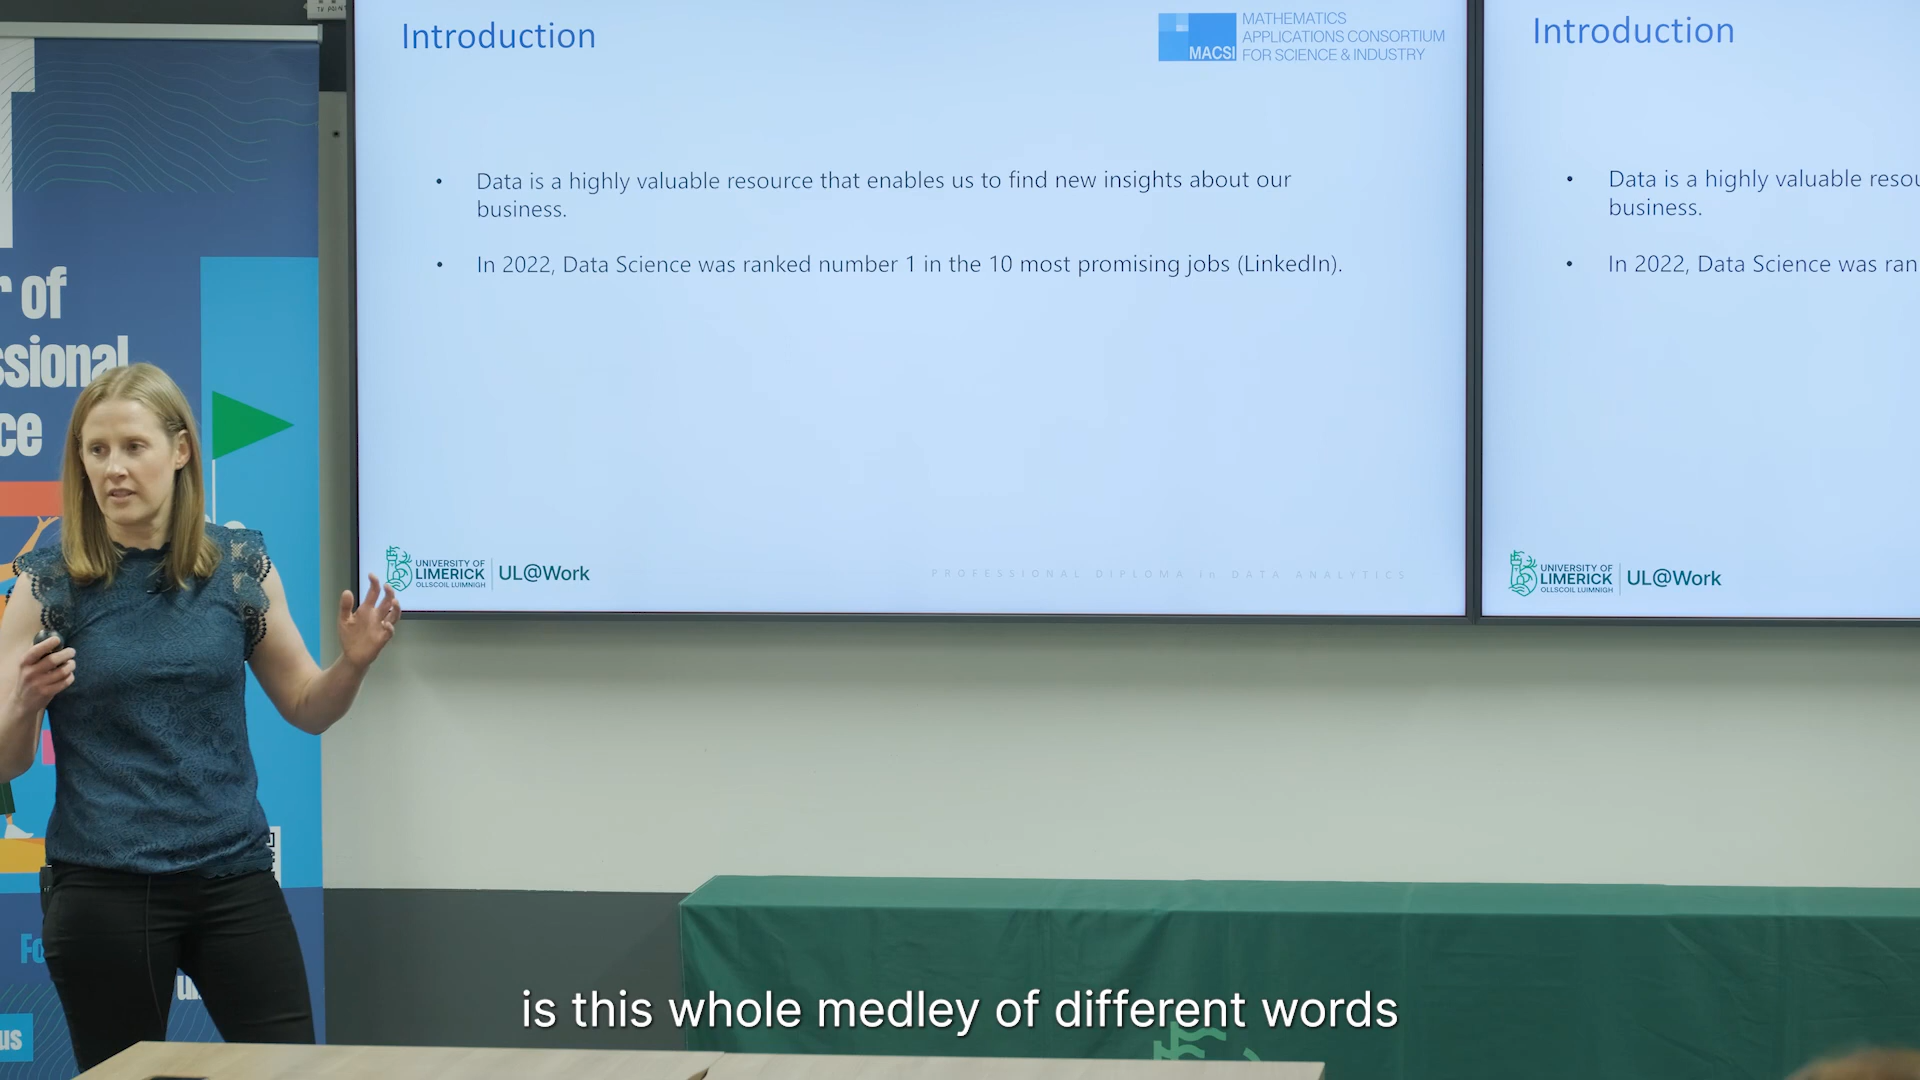 r of
ssional
ce
Fo
us
Introduction
MACSI
MATHEMATICS
APPLICATIONS CONSORTIUM
FOR SCIENCE & INDUSTRY
• Data is a highly valuable resource that enables us to find new insights about our
business.
• In 2022, Data Science was ranked number 1 in the 10 most promising jobs (LinkedIn).
UNIVERSITY OF
LIMERICK
OLLSCOIL LUIMNIGH
UL@Work
PROFESSIONAL DIPLOMA in DATA ANALYTICS
Introduction
• Data is a highly valuable resou
business.
• In 2022, Data Science was ran
UNIVERSITY OF
LIMERICK
OLLSCOIL LUIMNIGH
UL@Work
is this whole medley of different words